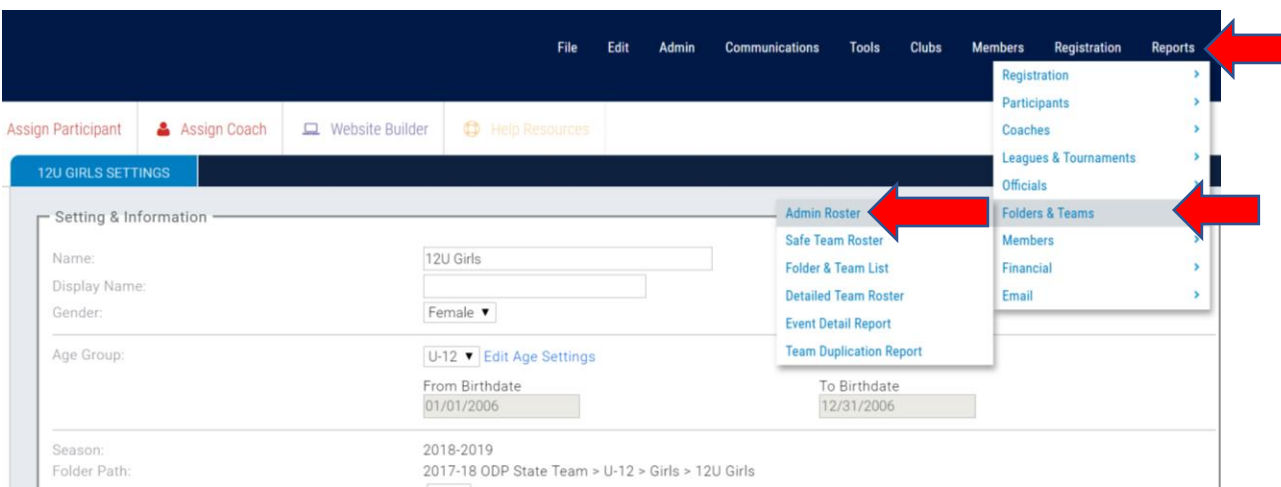 File Edit Admin Communications Tools Clubs Members Registration Reports
Registration
Participants
Coaches
Leagues & Tournaments
Officials
Folders & Teams
Members
Financial
Email
Admin Roster
Safe Team Roster
Folder & Team List
Detailed Team Roster
Event Detail Report
Team Duplication Report
Assign Participant Assign Coach Website Builder Help Resources
12U GIRLS SETTINGS
Setting & Information
Name: 12U Girls
Display Name:
Gender: Female
Age Group: U-12 Edit Age Settings
From Birthdate To Birthdate
01/01/2006 12/31/2006
Season: 2018-2019
Folder Path: 2017-18 ODP State Team > U-12 > Girls > 12U Girls